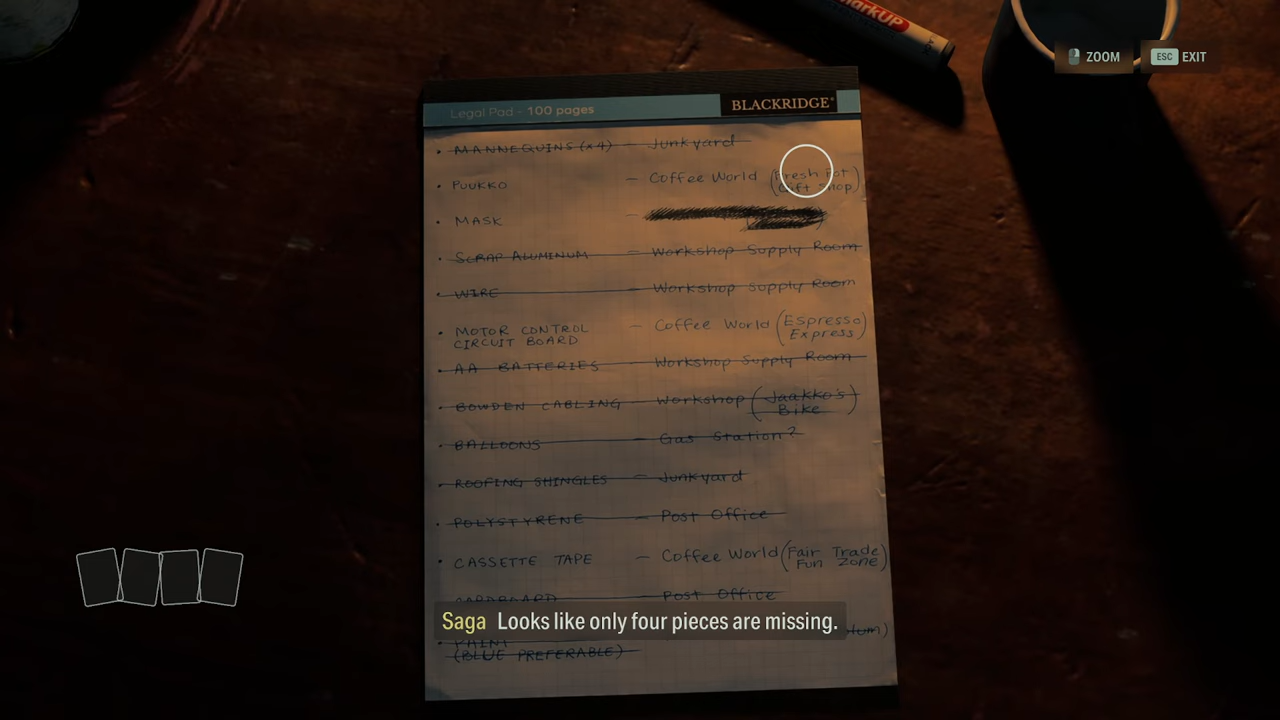 markUP
ZOOM
ESC EXIT
Legal Pad - 100 pages
BLACKRIDGE®
• MANNEQUINS (x4) — Junkyard
• PUUKKO — Coffee World (Fresh Pot
Gift Shop)
• MASK —
• SCRAP ALUMINUM — Workshop Supply Room
• WIRE — Workshop Supply Room
• MOTOR CONTROL — Coffee World (Espresso
CIRCUIT BOARD Express)
• AA BATTERIES — Workshop Supply Room
• BOWDEN CABLING — Workshop (Jaakko's
Bike)
• BALLOONS — Gas Station?
• ROOFING SHINGLES — Junkyard
• POLYSTYRENE — Post Office
• CASSETTE TAPE — Coffee World (Fair Trade
Fun Zone)
CARDBOARD — Post Office
Saga Looks like only four pieces are missing.
• PAINT
(BLUE PREFERABLE)